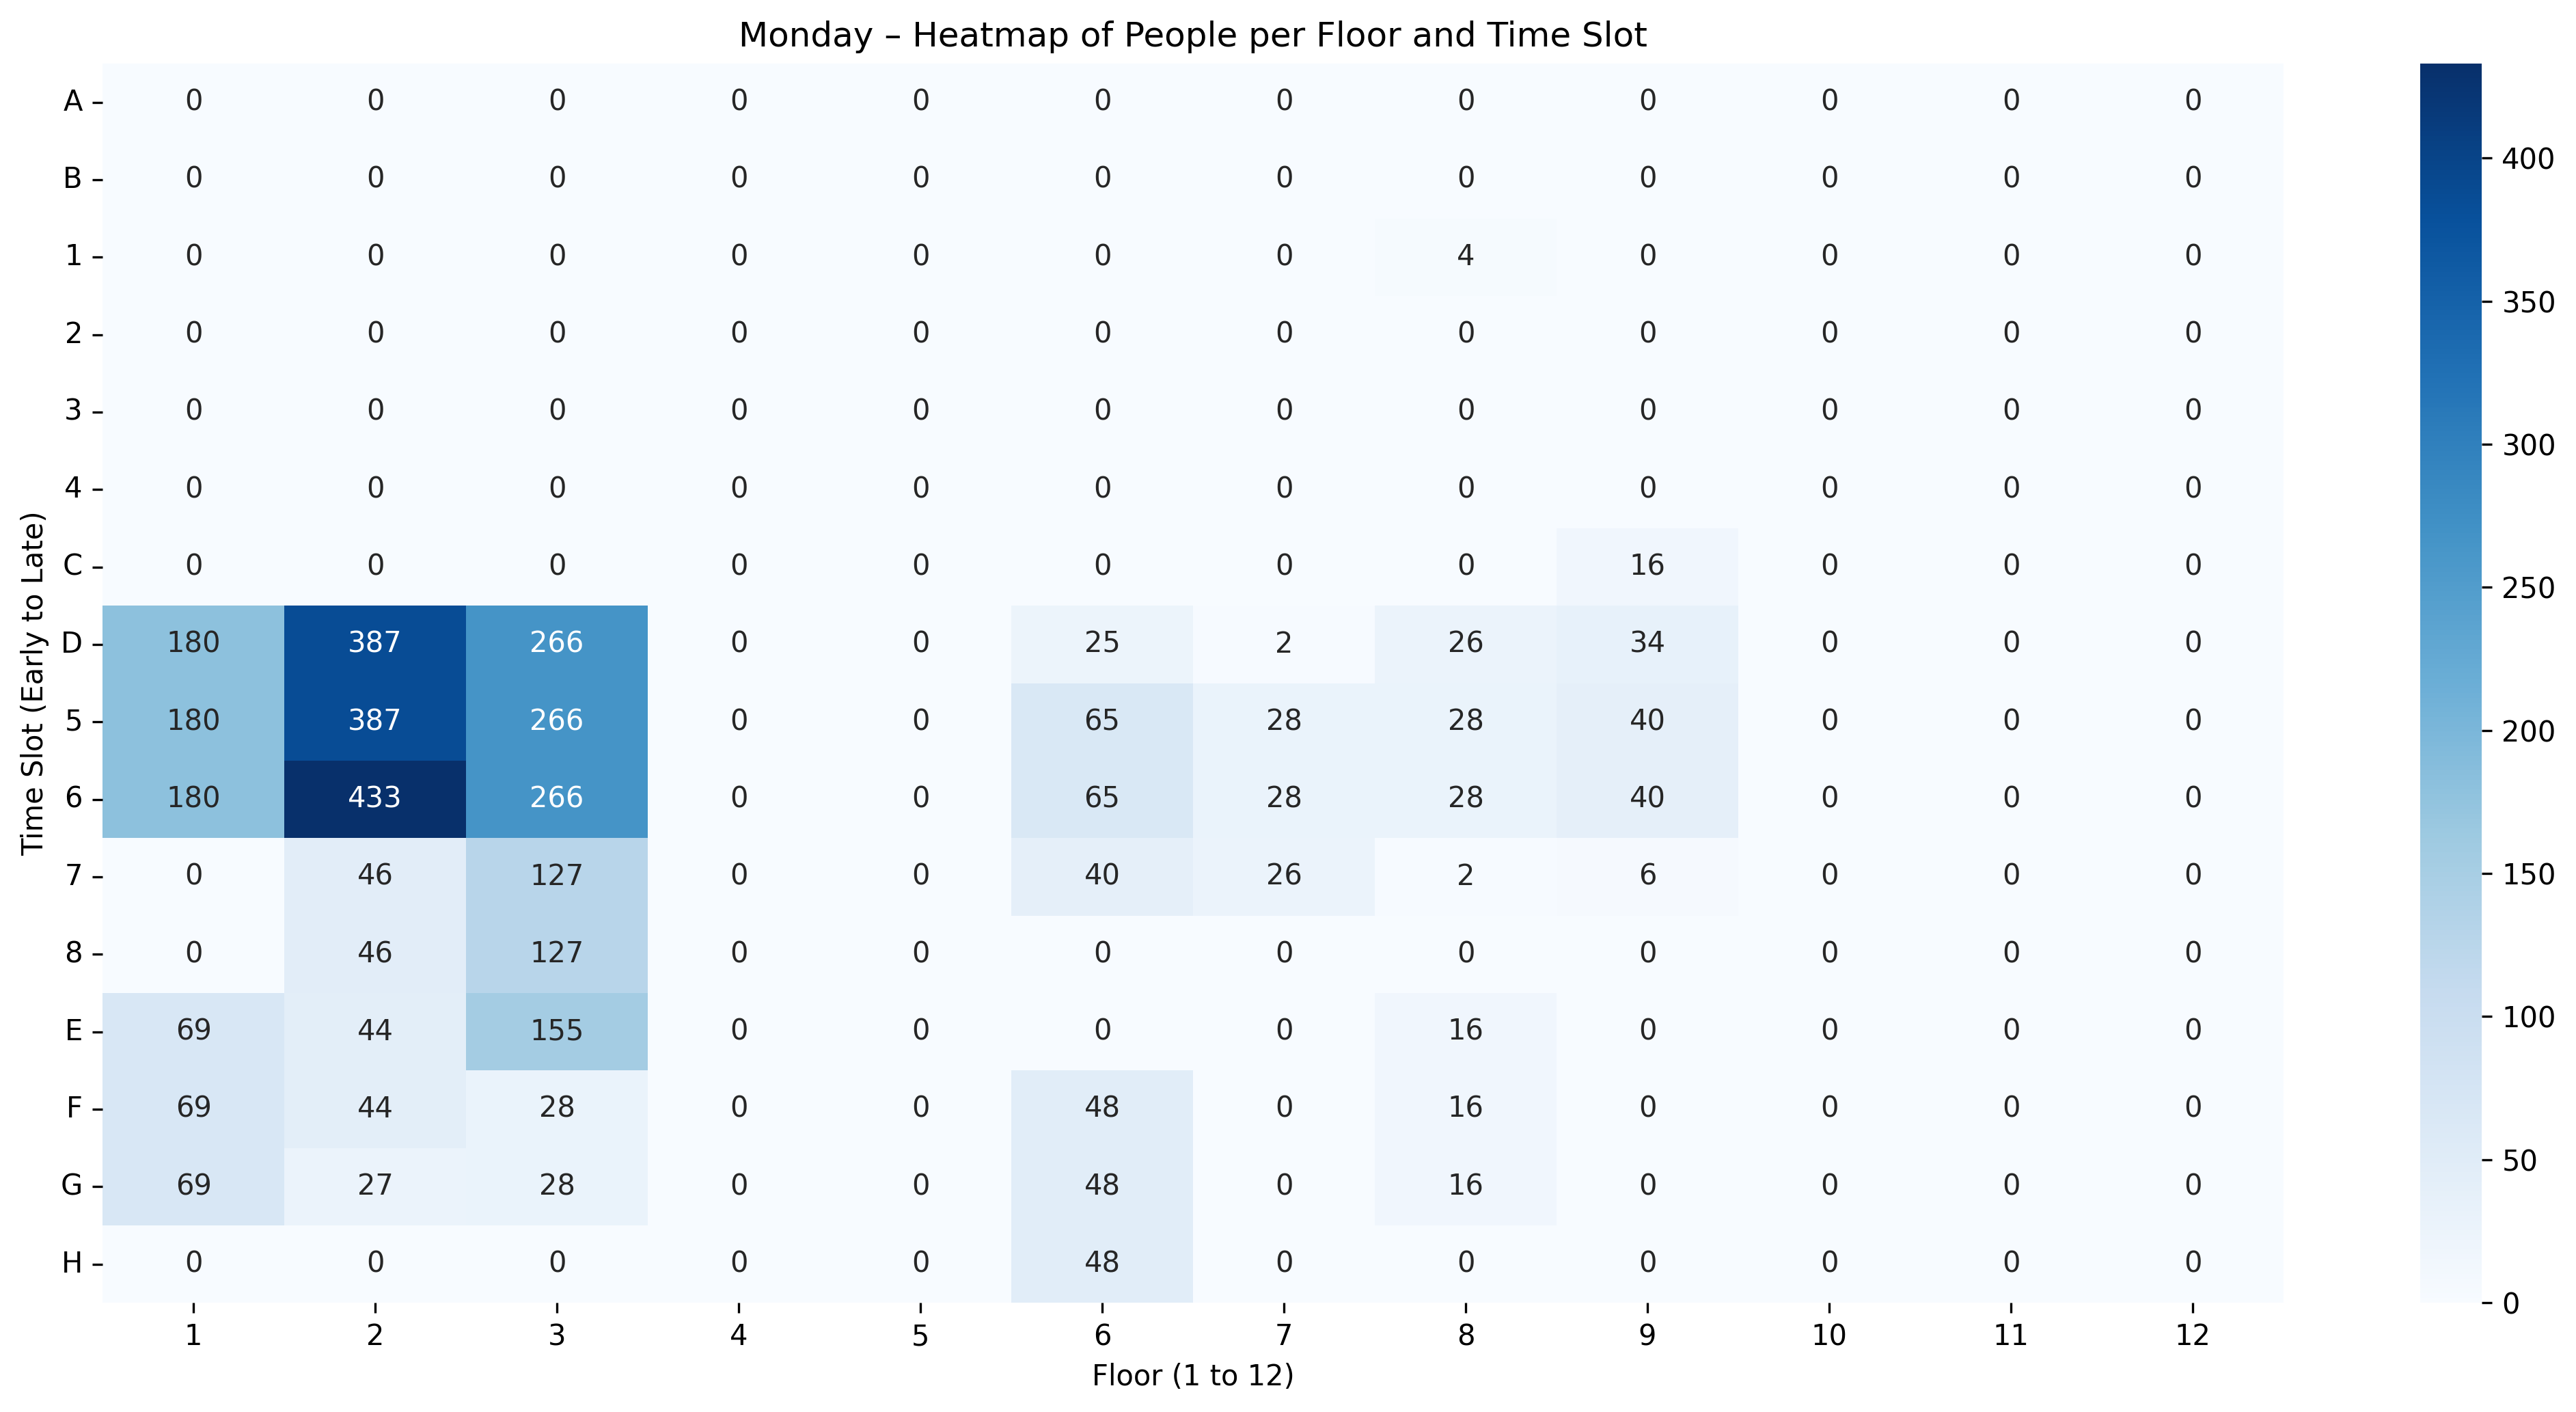 Monday – Heatmap of People per Floor and Time Slot
Time Slot (Early to Late)
A 0 0 0 0 0 0 0 0 0 0 0 0
B 0 0 0 0 0 0 0 0 0 0 0 0
1 0 0 0 0 0 0 0 4 0 0 0 0
2 0 0 0 0 0 0 0 0 0 0 0 0
3 0 0 0 0 0 0 0 0 0 0 0 0
4 0 0 0 0 0 0 0 0 0 0 0 0
C 0 0 0 0 0 0 0 0 16 0 0 0
D 180 387 266 0 0 25 2 26 34 0 0 0
5 180 387 266 0 0 65 28 28 40 0 0 0
6 180 433 266 0 0 65 28 28 40 0 0 0
7 0 46 127 0 0 40 26 2 6 0 0 0
8 0 46 127 0 0 0 0 0 0 0 0 0
E 69 44 155 0 0 0 0 16 0 0 0 0
F 69 44 28 0 0 48 0 16 0 0 0 0
G 69 27 28 0 0 48 0 16 0 0 0 0
H 0 0 0 0 0 48 0 0 0 0 0 0
1 2 3 4 5 6 7 8 9 10 11 12
Floor (1 to 12)
400
350
300
250
200
150
100
50
0